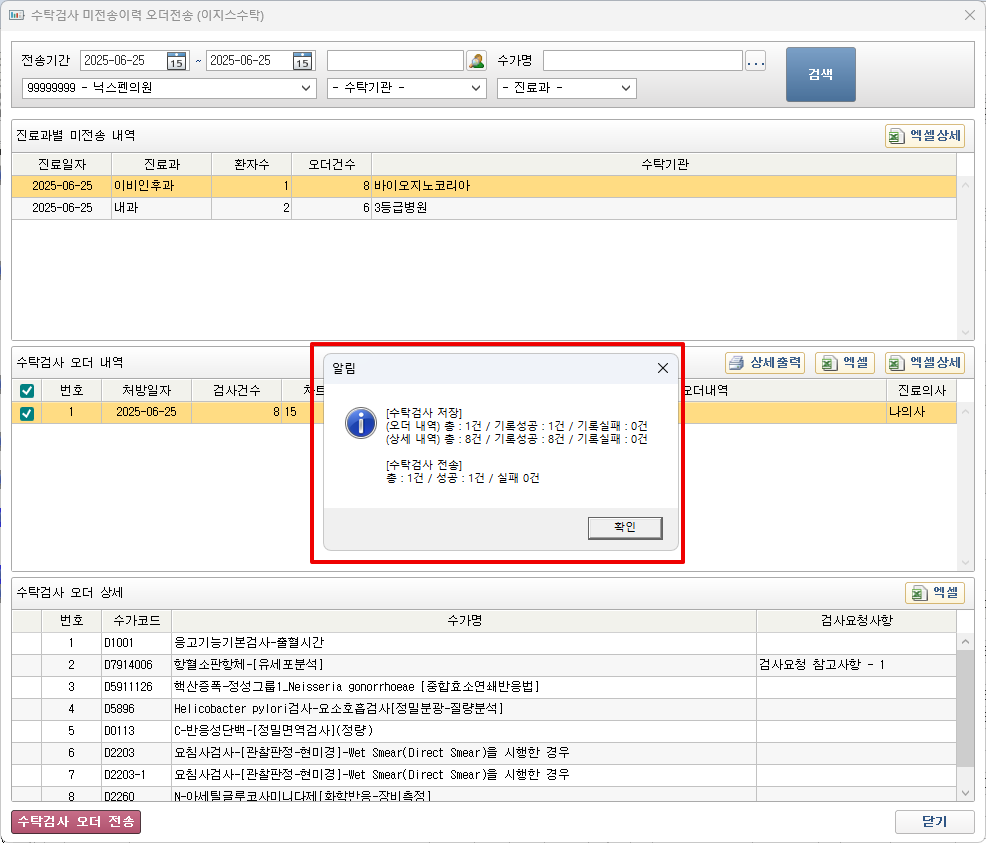 수탁검사 미전송이력 오더전송 (이지스수탁)
전송기간 2025-06-25 15 ~ 2025-06-25 15 수가명 ... 검색
99999999 - 닉스펜의원 - 수탁기관 - - 진료과 -
진료과별 미전송 내역 엑셀상세
진료일자 진료과 환자수 오더건수 수탁기관
2025-06-25 이비인후과 1 8 바이오지노코리아
2025-06-25 내과 2 6 3등급병원
수탁검사 오더 내역 상세출력 엑셀 엑셀상세
번호 처방일자 검사건수 오더내역 진료의사
1 2025-06-25 8 15 나의사
알림
[수탁검사 저장]
(오더 내역) 총 : 1건 / 기록성공 : 1건 / 기록실패 : 0건
(상세 내역) 총 : 8건 / 기록성공 : 8건 / 기록실패 : 0건
[수탁검사 전송]
총 : 1건 / 성공 : 1건 / 실패 0건
확인
수탁검사 오더 상세 엑셀
번호 수가코드 수가명 검사요청사항
1 D1001 응고기능기본검사-출혈시간
2 D7914006 항혈소판항체-[유세포분석] 검사요청 참고사항 - 1
3 D5911126 핵산증폭-정성그룹1_Neisseria gonorrhoeae [중합효소연쇄반응법]
4 D5896 Helicobacter pylori검사-요소호흡검사[정밀분광-질량분석]
5 D0113 C-반응성단백-[정밀면역검사](정량)
6 D2203 요침사검사-[관찰판정-현미경]-Wet Smear(Direct Smear)을 시행한 경우
7 D2203-1 요침사검사-[관찰판정-현미경]-Wet Smear(Direct Smear)을 시행한 경우
8 D2260 N-아세틸글루코사미니다제[화학반응-장비측정]
수탁검사 오더 전송 닫기